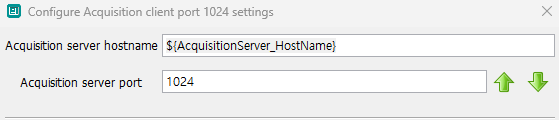 Configure Acquisition client port 1024 settings
Acquisition server hostname ${AcquisitionServer_HostName}
Acquisition server port 1024